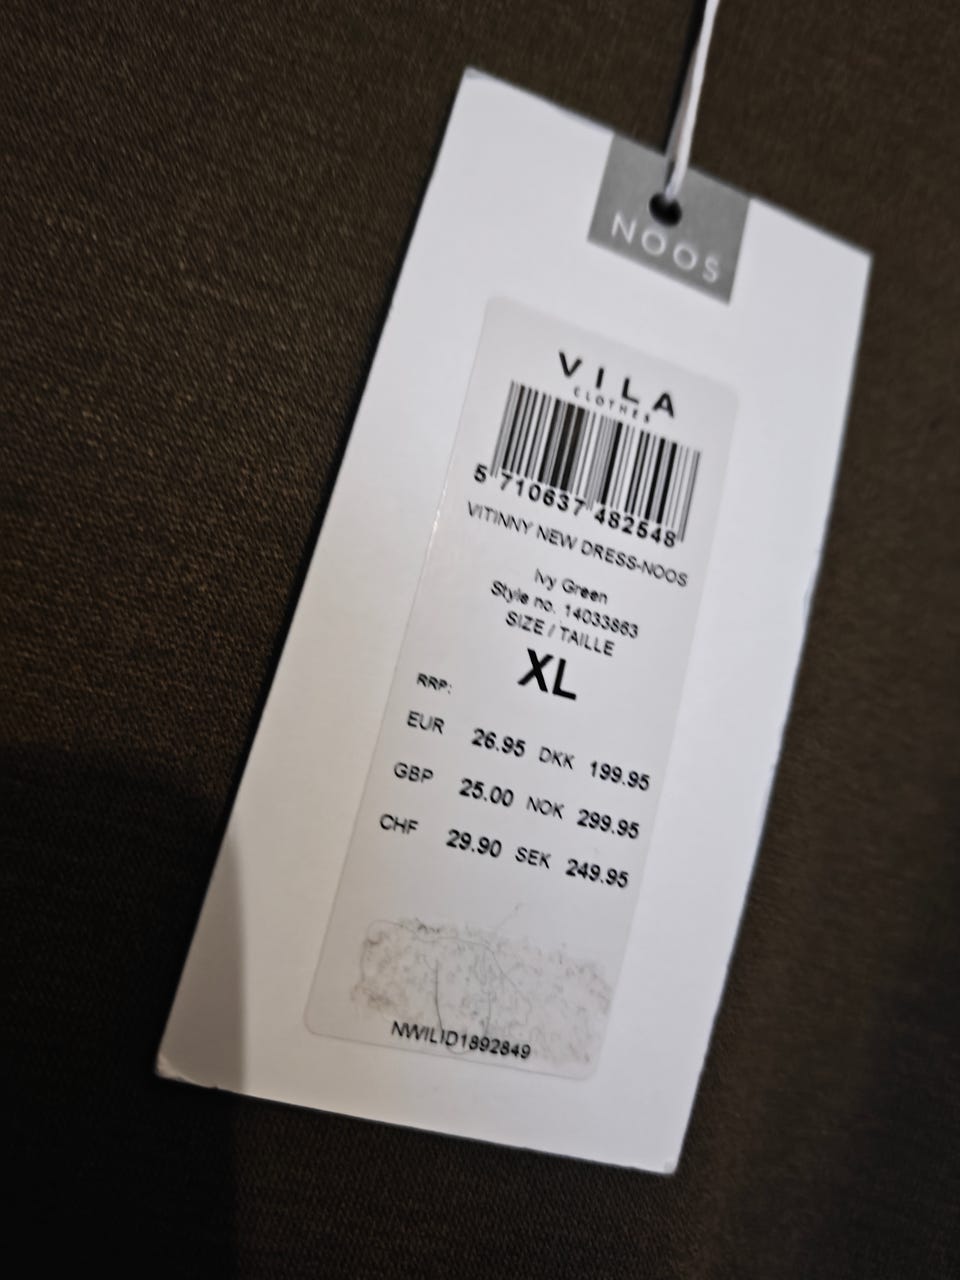 NOOS
VILA
CLOTHES
5 710637 482548
VITINNY NEW DRESS-NOOS
Ivy Green
Style no. 14033863
SIZE / TAILLE
XL
RRP:
EUR 26.95 DKK 199.95
GBP 25.00 NOK 299.95
CHF 29.90 SEK 249.95
NWILID1892849